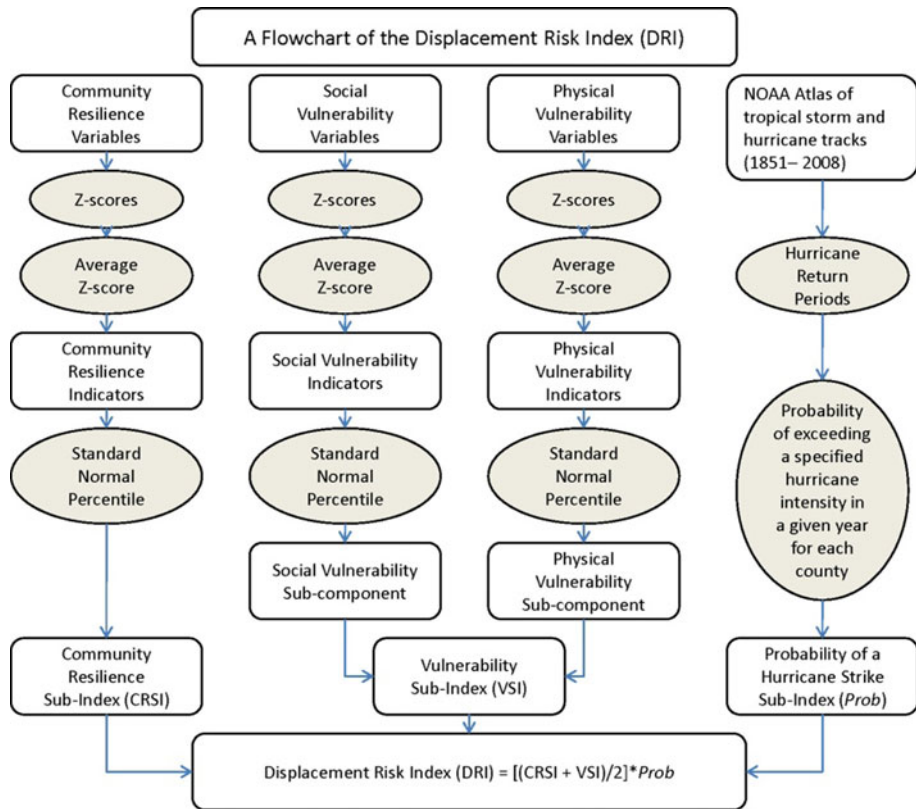 A Flowchart of the Displacement Risk Index (DRI)
Community
Resilience
Variables
Social
Vulnerability
Variables
Physical
Vulnerability
Variables
NOAA Atlas of
tropical storm and
hurricane tracks
(1851– 2008)
Z-scores
Z-scores
Z-scores
Average
Z-score
Average
Z-score
Average
Z-score
Hurricane
Return
Periods
Community
Resilience
Indicators
Social Vulnerability
Indicators
Physical
Vulnerability
Indicators
Standard
Normal
Percentile
Standard
Normal
Percentile
Standard
Normal
Percentile
Probability
of exceeding
a specified
hurricane
intensity in
a given year
for each
county
Social Vulnerability
Sub-component
Physical
Vulnerability
Sub-component
Community
Resilience
Sub-Index (CRSI)
Vulnerability
Sub-Index (VSI)
Probability of a
Hurricane Strike
Sub-Index (Prob)
Displacement Risk Index (DRI) = [(CRSI + VSI)/2]*Prob